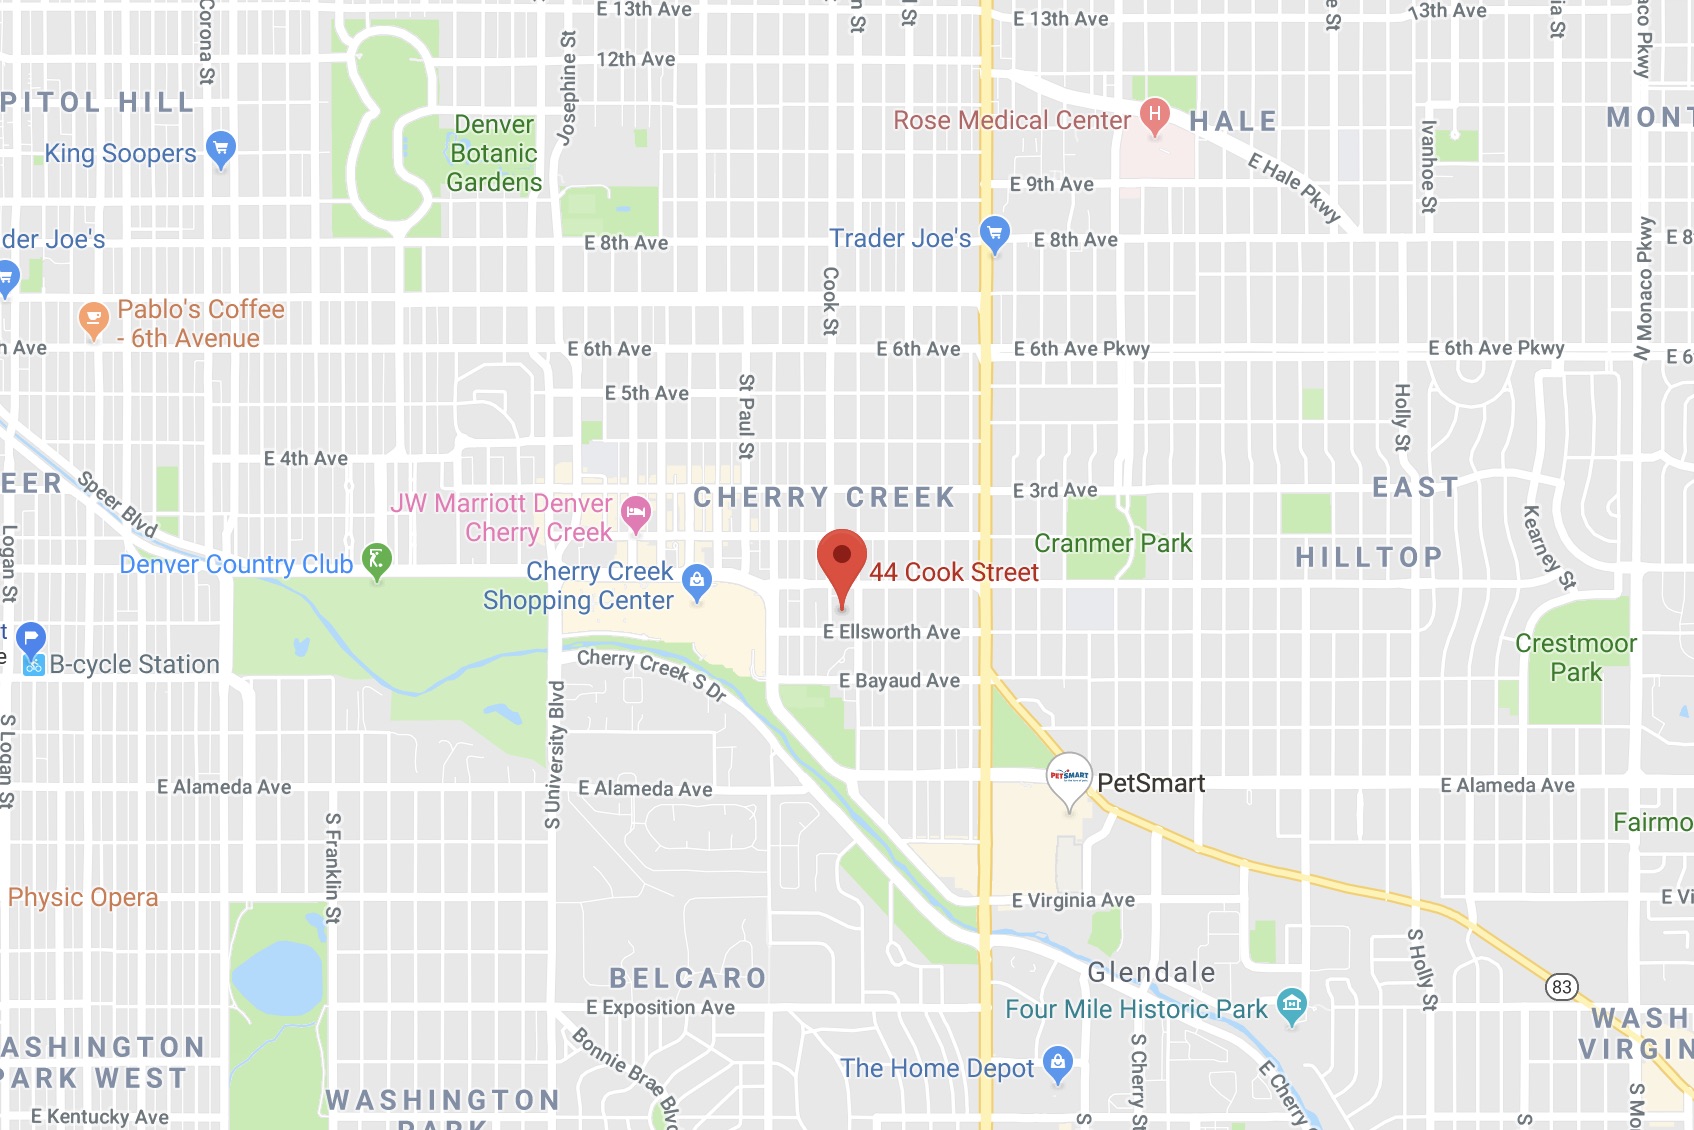 Corona St
E 13th Ave
E 13th Ave
13th Ave
Josephine St
12th Ave
PITOL HILL
King Soopers
Denver
Botanic
Gardens
Rose Medical Center
H
HALE
MONT
Ivanhoe St
E 9th Ave
E Hale Pkwy
der Joe's
E 8th Ave
Trader Joe's
E 8th Ave
E 8
N Monaco Pkwy
Cook St
Pablo's Coffee
- 6th Avenue
h Ave
E 6th Ave
E 6th Ave
E 6th Ave Pkwy
E 6th Ave Pkwy
E 6
E 5th Ave
St Paul St
Holly St
E 4th Ave
EER
Speer Blvd
JW Marriott Denver
Cherry Creek
CHERRY CREEK
E 3rd Ave
EAST
Kearney St
Logan St
Denver Country Club
Cherry Creek
Shopping Center
44 Cook Street
Cranmer Park
HILLTOP
t
e
B-cycle Station
E Ellsworth Ave
Crestmoor
Park
Cherry Creek S Dr
E Bayaud Ave
S University Blvd
S Logan St
E Alameda Ave
E Alameda Ave
PETSMART
PetSmart
E Alameda Ave
S Franklin St
Fairmo
Physic Opera
E Virginia Ave
E Vi
BELCARO
Glendale
S Holly St
83
E Exposition Ave
Four Mile Historic Park
WASH
VIRGIN
ASHINGTON
PARK WEST
Bonnie Brae Blvd
The Home Depot
S Cherry St
E Cherry
WASHINGTON
PARK
E Kentucky Ave
S
S
S Mo